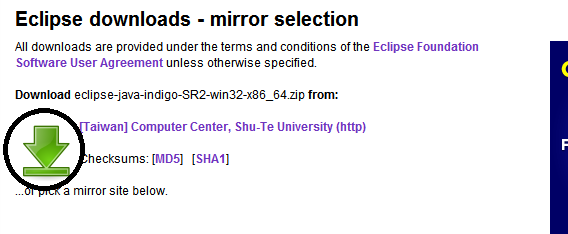 Eclipse downloads - mirror selection
All downloads are provided under the terms and conditions of the Eclipse Foundation
Software User Agreement unless otherwise specified.
Download eclipse-java-indigo-SR2-win32-x86_64.zip from:
[Taiwan] Computer Center, Shu-Te University (http)
Checksums: [MD5] [SHA1]
...or pick a mirror site below.